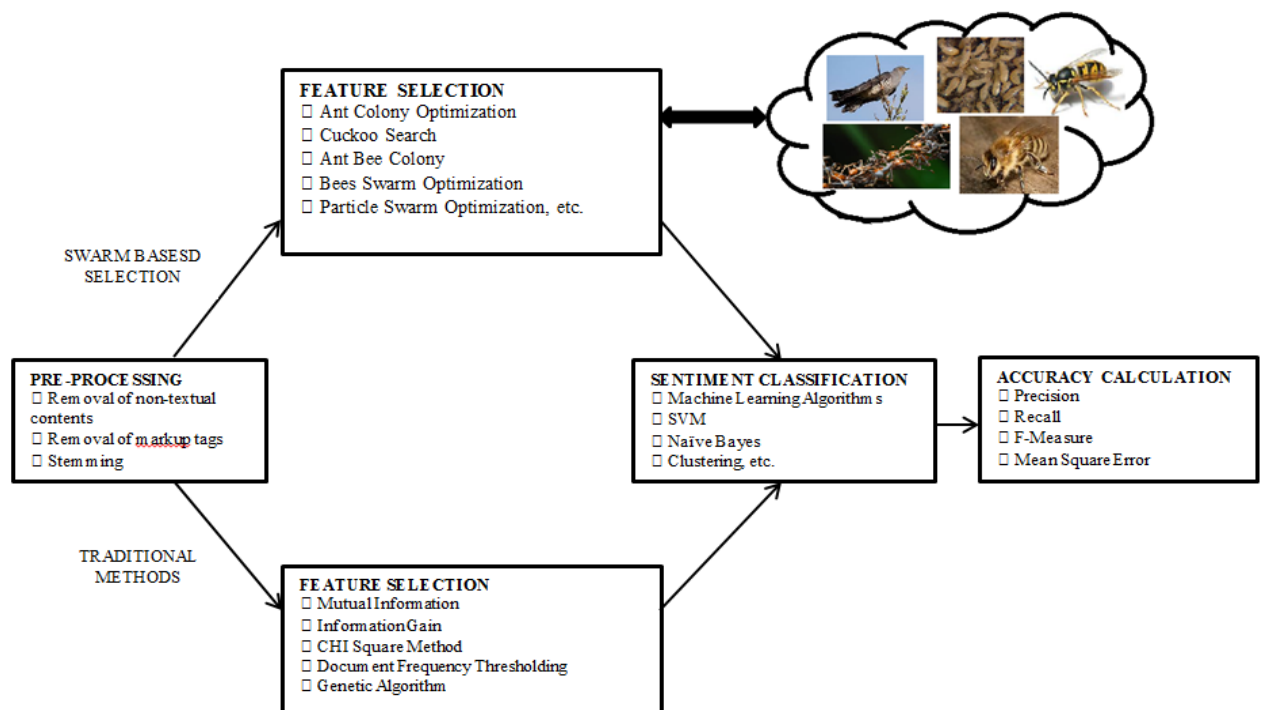 FEATURE SELECTION
Ant Colony Optimization
Cuckoo Search
Ant Bee Colony
Bees Swarm Optimization
Particle Swarm Optimization, etc.
SWARM BASESD
SELECTION
PRE-PROCESSING
Removal of non-textual
contents
Removal of markup tags
Stemming
SENTIMENT CLASSIFICATION
Machine Learning Algorithms
SVM
Naïve Bayes
Clustering, etc.
ACCURACY CALCULATION
Precision
Recall
F-Measure
Mean Square Error
TRADITIONAL
METHODS
FEATURE SELECTION
Mutual Information
Information Gain
CHI Square Method
Document Frequency Thresholding
Genetic Algorithm